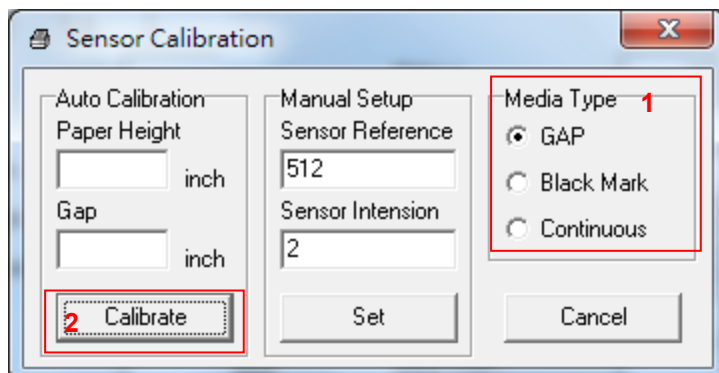 Sensor Calibration
Auto Calibration
Paper Height
inch
Gap
inch
2
Calibrate
Manual Setup
Sensor Reference
512
Sensor Intension
2
Set
Media Type 1
GAP
Black Mark
Continuous
Cancel